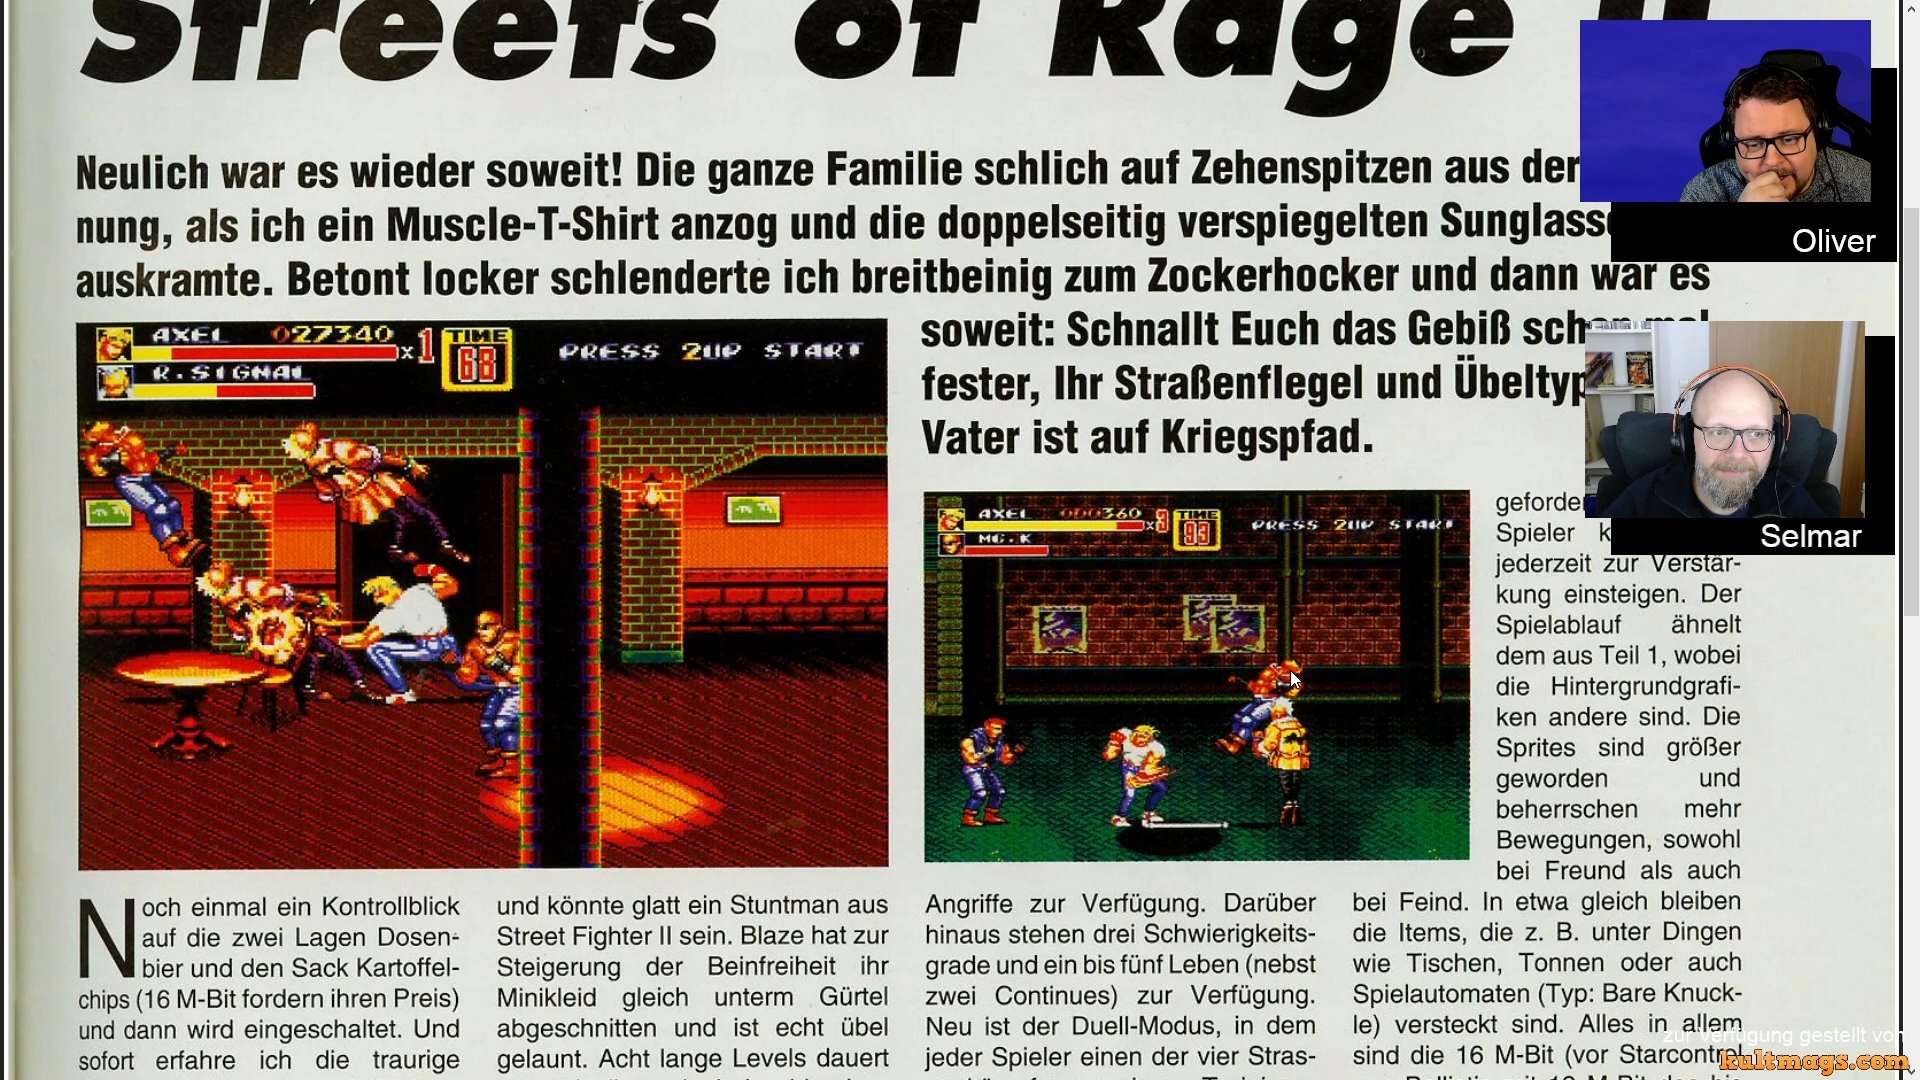 Streets of Rage II
Neulich war es wieder soweit! Die ganze Familie schlich auf Zehenspitzen aus der
nung, als ich ein Muscle-T-Shirt anzog und die doppelseitig verspiegelten
auskramte. Betont locker schlenderte ich breitbeinig zum Zockerhocker und dann war es
soweit: Schnallt Euch das Gebiß schon mal
fester, Ihr Straßenflegel und
Vater ist auf Kriegspfad.
AXEL 027340 x1 TIME
R.SIGNAL 68
PRESS 2UP START
AXEL 000360 x3 TIME
MC.K 93
PRESS 2UP START
Noch einmal ein Kontrollblick
auf die zwei Lagen Dosen-
bier und den Sack Kartoffel-
chips (16 M-Bit fordern ihren Preis)
und dann wird eingeschaltet. Und
sofort erfahre ich die traurige
und könnte glatt ein Stuntman aus
Street Fighter II sein. Blaze hat zur
Steigerung der Beinfreiheit ihr
Minikleid gleich unterm Gürtel
abgeschnitten und ist echt übel
gelaunt. Acht lange Levels dauert
Angriffe zur Verfügung. Darüber
hinaus stehen drei Schwierigkeits-
grade und ein bis fünf Leben (nebst
zwei Continues) zur Verfügung.
Neu ist der Duell-Modus, in dem
jeder Spieler einen der vier Stras-
Spieler
jederzeit zur Verstär-
kung einsteigen. Der
Spielablauf ähnelt
dem aus Teil 1, wobei
die Hintergrundgrafi-
ken andere sind. Die
Sprites sind größer
geworden und
beherrschen mehr
Bewegungen, sowohl
bei Freund als auch
bei Feind. In etwa gleich bleiben
die Items, die z. B. unter Dingen
wie Tischen, Tonnen oder auch
Spielautomaten (Typ: Bare Knuck-
le) versteckt sind. Alles in allem
sind die 16 M-Bit (vor Starcontrol
Oliver
Selmar
zur Verfügung gestellt von
kultmags.com